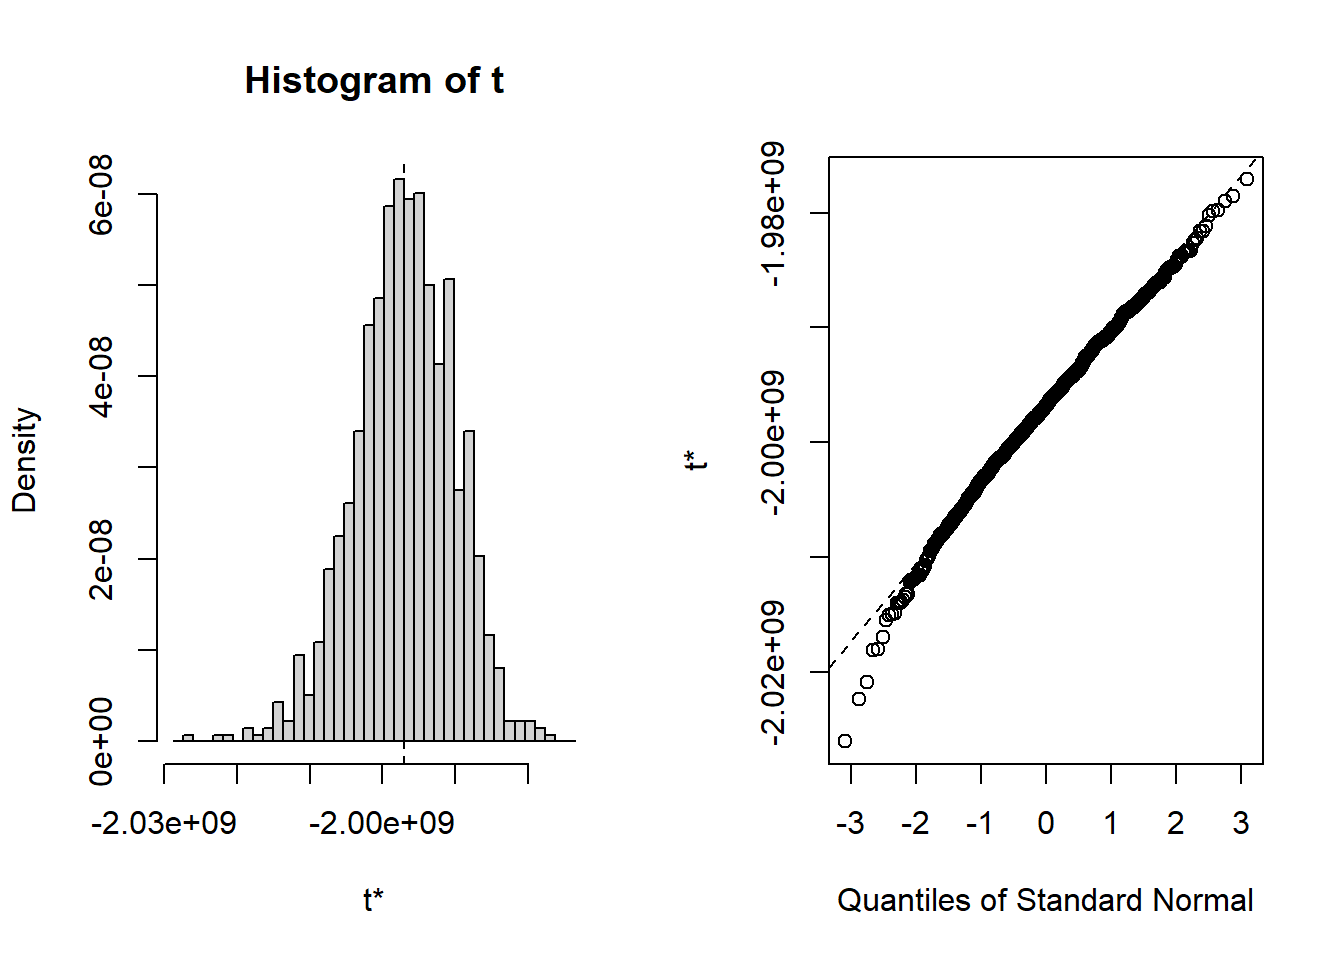 Histogram of t
Density
0e+00
2e-08
4e-08
6e-08
-2.03e+09
-2.00e+09
t*
t*
-2.02e+09
-2.00e+09
-1.98e+09
-3 -2 -1 0 1 2 3
Quantiles of Standard Normal